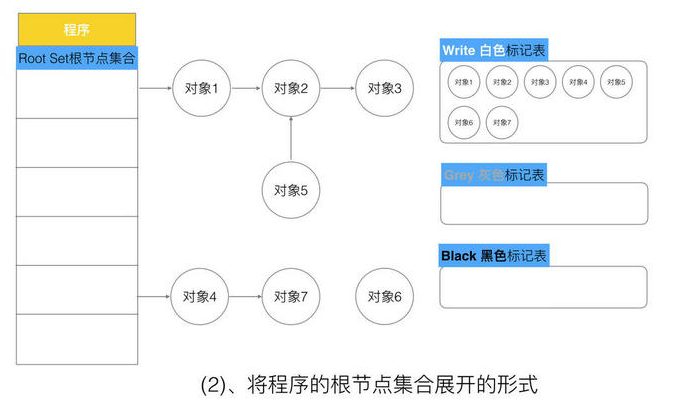 程序
Root Set根节点集合
对象1
对象2
对象3
对象5
对象4
对象7
对象6
Write 白色标记表
对象1 对象2 对象3 对象4 对象5
对象6 对象7
Grey 灰色标记表
Black 黑色标记表
(2)、将程序的根节点集合展开的形式